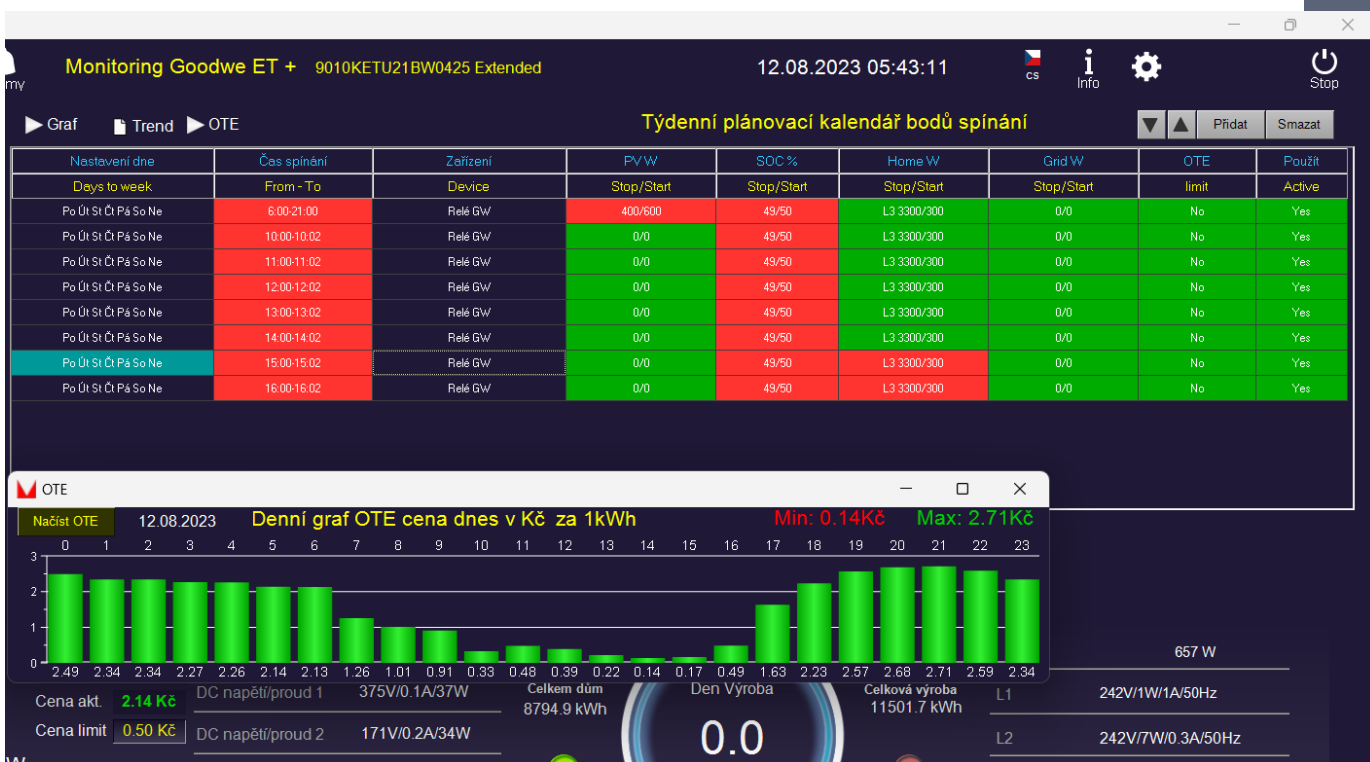 my
Monitoring Goodwe ET + 9010KETU21BW0425 Extended 12.08.2023 05:43:11 cs Info Stop
Graf Trend OTE Týdenní plánovací kalendář bodů spínání Přidat Smazat
Nastavení dne Čas spínání Zařízení PV W SOC % Home W Grid W OTE Použít
Days to week From - To Device Stop/Start Stop/Start Stop/Start Stop/Start limit Active
Po Út St Čt Pá So Ne 6:00-21:00 Relé GW 400/600 49/50 L3 3300/300 0/0 No Yes
Po Út St Čt Pá So Ne 10:00-10:02 Relé GW 0/0 49/50 L3 3300/300 0/0 No Yes
Po Út St Čt Pá So Ne 11:00-11:02 Relé GW 0/0 49/50 L3 3300/300 0/0 No Yes
Po Út St Čt Pá So Ne 12:00-12:02 Relé GW 0/0 49/50 L3 3300/300 0/0 No Yes
Po Út St Čt Pá So Ne 13:00-13:02 Relé GW 0/0 49/50 L3 3300/300 0/0 No Yes
Po Út St Čt Pá So Ne 14:00-14:02 Relé GW 0/0 49/50 L3 3300/300 0/0 No Yes
Po Út St Čt Pá So Ne 15:00-15:02 Relé GW 0/0 49/50 L3 3300/300 0/0 No Yes
Po Út St Čt Pá So Ne 16:00-16:02 Relé GW 0/0 49/50 L3 3300/300 0/0 No Yes
OTE
Načíst OTE 12.08.2023 Denní graf OTE cena dnes v Kč za 1kWh Min: 0.14Kč Max: 2.71Kč
0 1 2 3 4 5 6 7 8 9 10 11 12 13 14 15 16 17 18 19 20 21 22 23
3
2
1
0
2.49 2.34 2.34 2.27 2.26 2.14 2.13 1.26 1.01 0.91 0.33 0.48 0.39 0.22 0.14 0.17 0.49 1.63 2.23 2.57 2.68 2.71 2.59 2.34
657 W
Cena akt. 2.14 Kč DC napětí/proud 1 375V/0.1A/37W Celkem dům Den Výroba Celková výroba L1 242V/1W/1A/50Hz
8794.9 kWh 11501.7 kWh
Cena limit 0.50 Kč DC napětí/proud 2 171V/0.2A/34W 0.0 L2 242V/7W/0.3A/50Hz